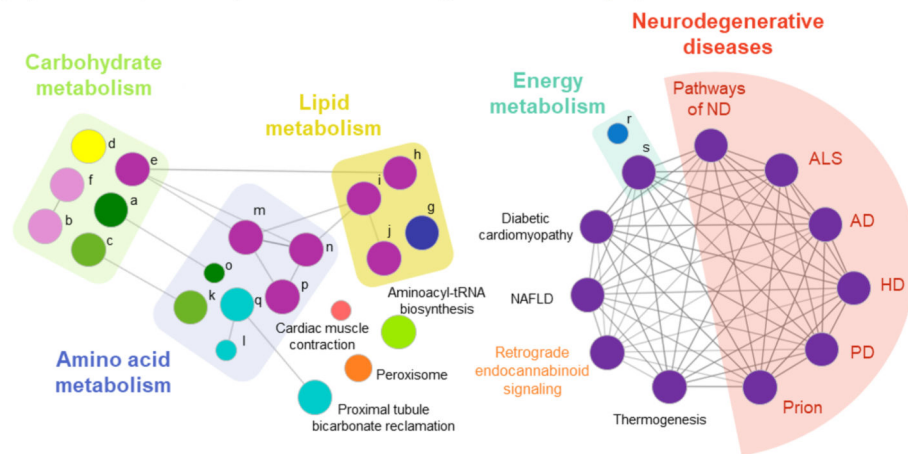 Neurodegenerative
diseases
Carbohydrate
metabolism
Lipid
metabolism
Energy
metabolism
Pathways
of ND
r
s
d
e
f
a
b
c
h
i
g
j
m
n
o
p
k
q
l
ALS
AD
HD
PD
Prion
Diabetic
cardiomyopathy
NAFLD
Retrograde
endocannabinoid
signaling
Thermogenesis
Aminoacyl-tRNA
biosynthesis
Cardiac muscle
contraction
Peroxisome
Proximal tubule
bicarbonate reclamation
Amino acid
metabolism